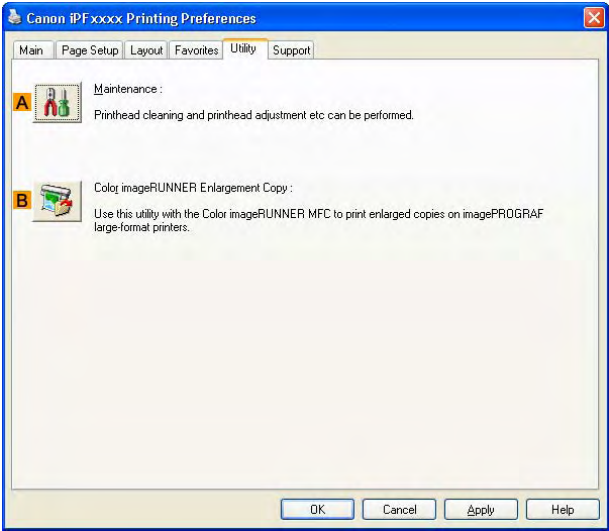 Canon iPFxxxx Printing Preferences
Main Page Setup Layout Favorites Utility Support
A
Maintenance :
Printhead cleaning and printhead adjustment etc can be performed.
B
Color imageRUNNER Enlargement Copy :
Use this utility with the Color imageRUNNER MFC to print enlarged copies on imagePROGRAF
large-format printers.
OK Cancel Apply Help